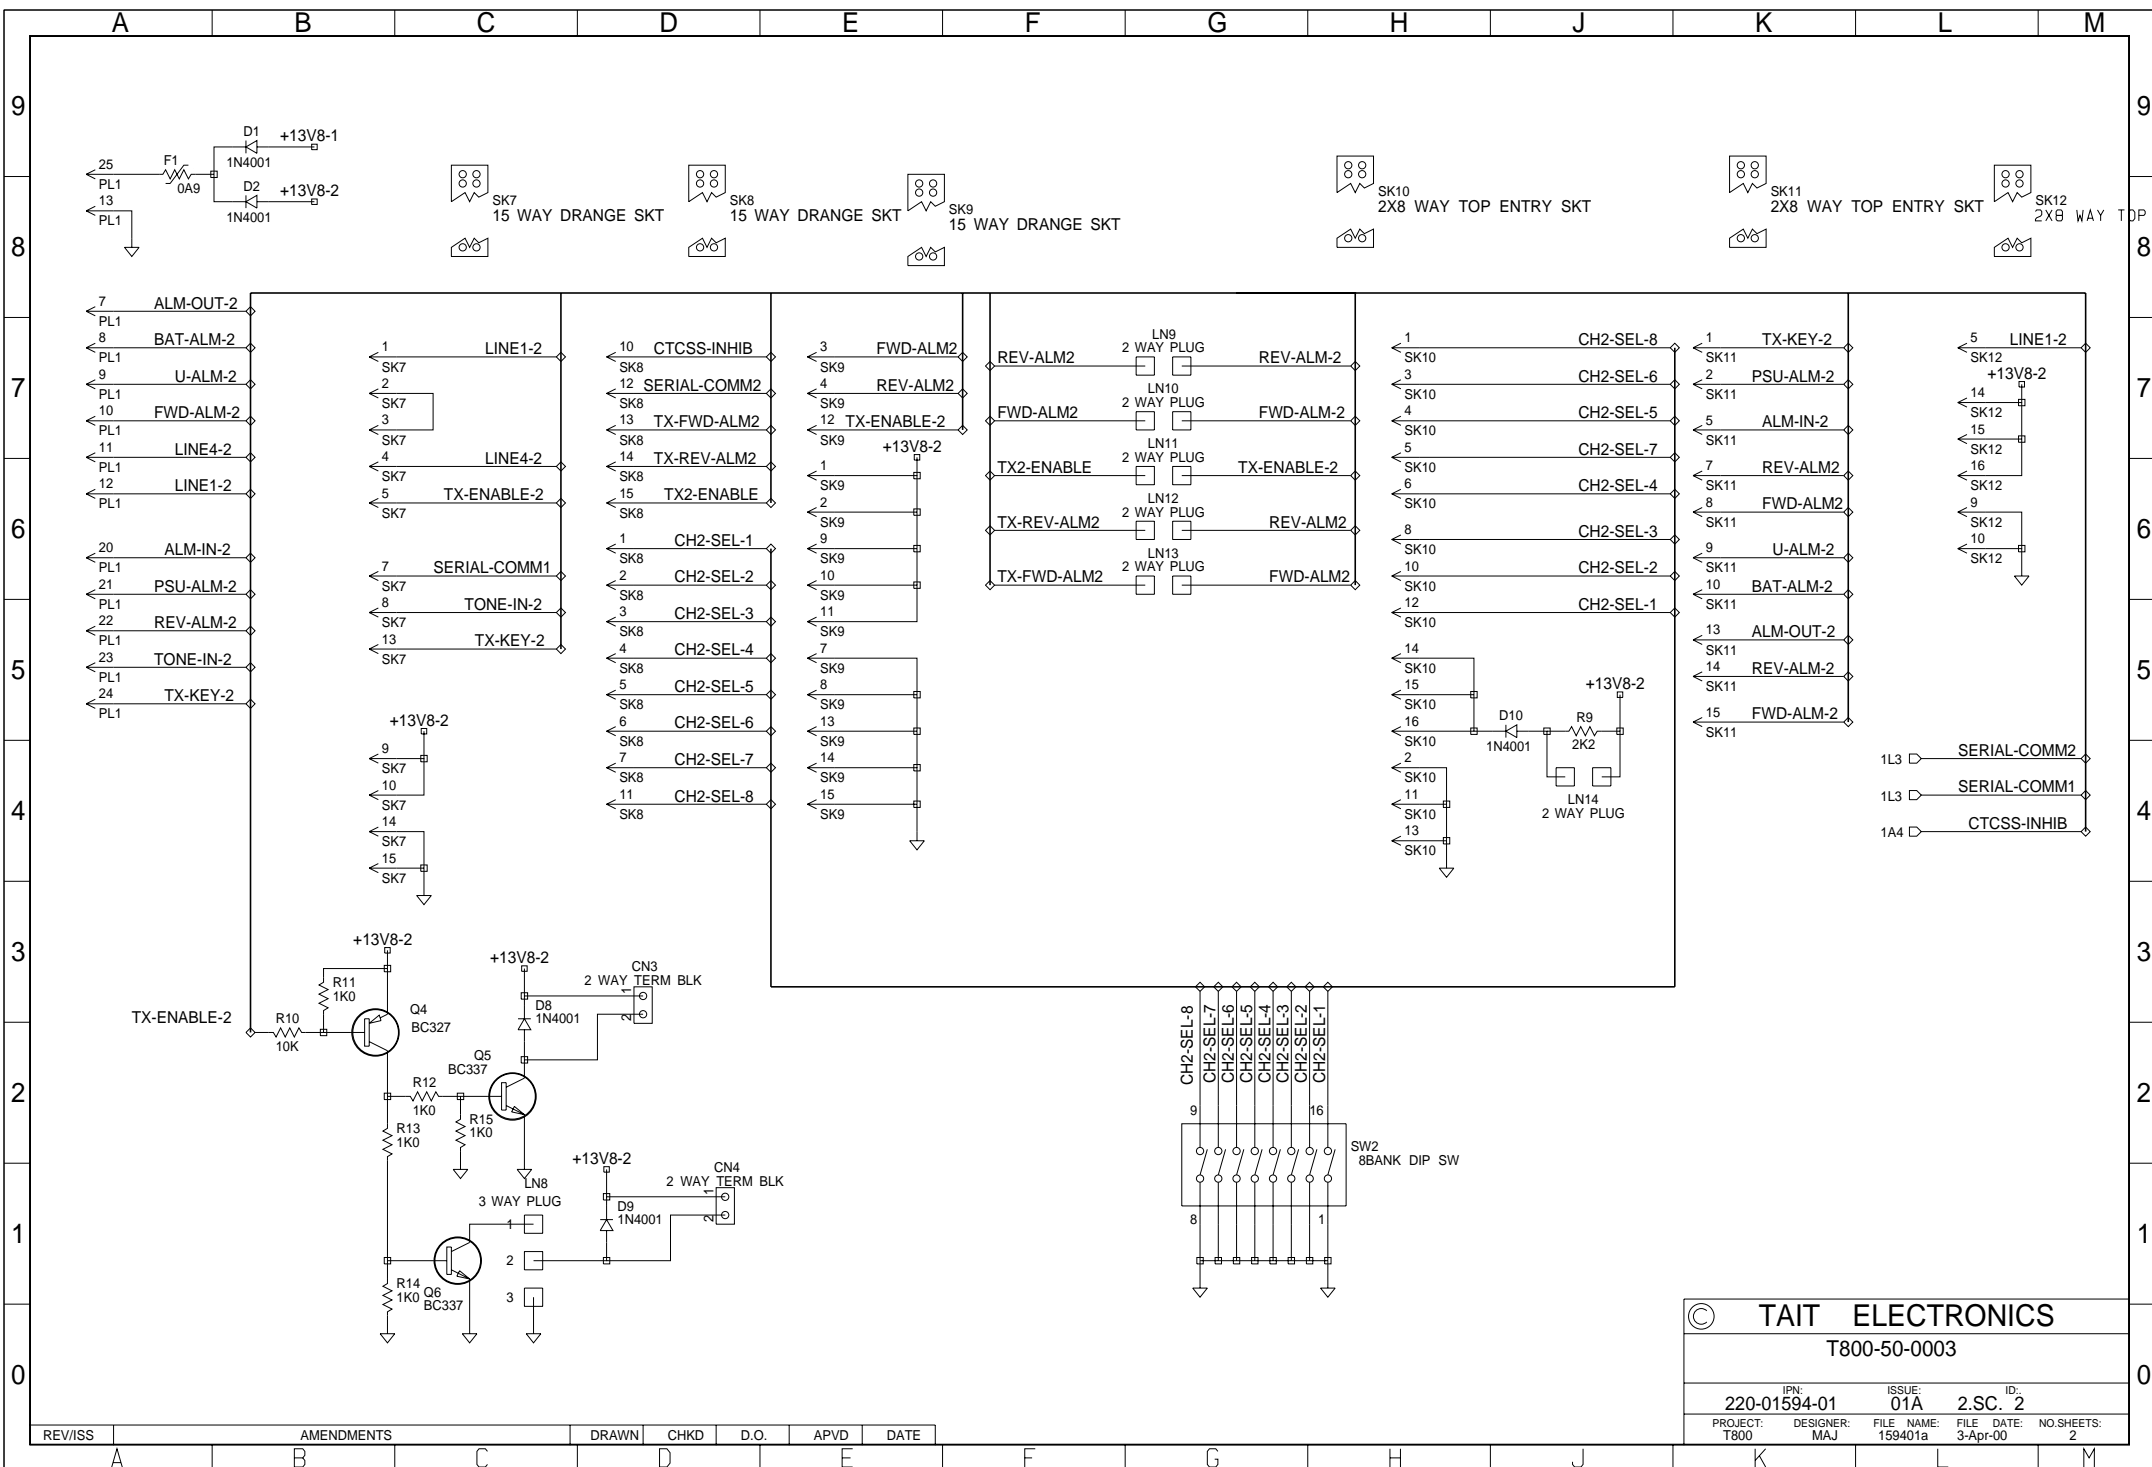 A B C D E F G H J K L M
9 9
8 8
7 7
6 6
5 5
4 4
3 3
2 2
1 1
0 0
25
PL1
F1
0A9
D1
1N4001
+13V8-1
D2
1N4001
+13V8-2
13
PL1
SK7
15 WAY DRANGE SKT
SK8
15 WAY DRANGE SKT
SK9
15 WAY DRANGE SKT
SK10
2X8 WAY TOP ENTRY SKT
SK11
2X8 WAY TOP ENTRY SKT
SK12
2X8 WAY TOP
7 ALM-OUT-2
PL1
8 BAT-ALM-2
PL1
9 U-ALM-2
PL1
10 FWD-ALM-2
PL1
11 LINE4-2
PL1
12 LINE1-2
PL1
20 ALM-IN-2
PL1
21 PSU-ALM-2
PL1
22 REV-ALM-2
PL1
23 TONE-IN-2
PL1
24 TX-KEY-2
PL1
1 LINE1-2
SK7
2
SK7
3
SK7
4 LINE4-2
SK7
5 TX-ENABLE-2
SK7
7 SERIAL-COMM1
SK7
8 TONE-IN-2
SK7
13 TX-KEY-2
SK7
+13V8-2
9
SK7
10
SK7
14
SK7
15
SK7
10 CTCSS-INHIB
SK8
12 SERIAL-COMM2
SK8
13 TX-FWD-ALM2
SK8
14 TX-REV-ALM2
SK8
15 TX2-ENABLE
SK8
1 CH2-SEL-1
SK8
2 CH2-SEL-2
SK8
3 CH2-SEL-3
SK8
4 CH2-SEL-4
SK8
5 CH2-SEL-5
SK8
6 CH2-SEL-6
SK8
7 CH2-SEL-7
SK8
11 CH2-SEL-8
SK8
3 FWD-ALM2
SK9
4 REV-ALM2
SK9
12 TX-ENABLE-2
SK9
+13V8-2
1
SK9
2
SK9
9
SK9
10
SK9
11
SK9
7
SK9
8
SK9
13
SK9
14
SK9
15
SK9
LN9
2 WAY PLUG
REV-ALM2 REV-ALM-2
LN10
2 WAY PLUG
FWD-ALM2 FWD-ALM-2
LN11
2 WAY PLUG
TX2-ENABLE TX-ENABLE-2
LN12
2 WAY PLUG
TX-REV-ALM2 REV-ALM2
LN13
2 WAY PLUG
TX-FWD-ALM2 FWD-ALM2
1 CH2-SEL-8
SK10
3 CH2-SEL-6
SK10
4 CH2-SEL-5
SK10
5 CH2-SEL-7
SK10
6 CH2-SEL-4
SK10
8 CH2-SEL-3
SK10
10 CH2-SEL-2
SK10
12 CH2-SEL-1
SK10
14
SK10
15
SK10
16
SK10
2
SK10
11
SK10
13
SK10
D10
1N4001
R9
2K2
+13V8-2
LN14
2 WAY PLUG
1 TX-KEY-2
SK11
2 PSU-ALM-2
SK11
5 ALM-IN-2
SK11
7 REV-ALM2
SK11
8 FWD-ALM2
SK11
9 U-ALM-2
SK11
10 BAT-ALM-2
SK11
13 ALM-OUT-2
SK11
14 REV-ALM-2
SK11
15 FWD-ALM-2
SK11
5 LINE1-2
SK12
+13V8-2
14
SK12
15
SK12
16
SK12
9
SK12
10
SK12
1L3 SERIAL-COMM2
1L3 SERIAL-COMM1
1A4 CTCSS-INHIB
TX-ENABLE-2
R10
10K
R11
1K0
+13V8-2
Q4
BC327
R12
1K0
R13
1K0
R15
1K0
Q5
BC337
+13V8-2
D8
1N4001
CN3
2 WAY TERM BLK
1
2
R14
1K0
Q6
BC337
LN8
3 WAY PLUG
1
2
3
+13V8-2
D9
1N4001
CN4
2 WAY TERM BLK
1
2
CH2-SEL-8
CH2-SEL-7
CH2-SEL-6
CH2-SEL-5
CH2-SEL-4
CH2-SEL-3
CH2-SEL-2
CH2-SEL-1
9 16
SW2
8BANK DIP SW
8 1
© TAIT ELECTRONICS
T800-50-0003
IPN: ISSUE: ID:.
220-01594-01 01A 2.SC. 2
PROJECT: DESIGNER: FILE NAME: FILE DATE: NO.SHEETS:
T800 MAJ 159401a 3-Apr-00 2
REV/ISS AMENDMENTS DRAWN CHKD D.O. APVD DATE
A B C D E F G H J K L M